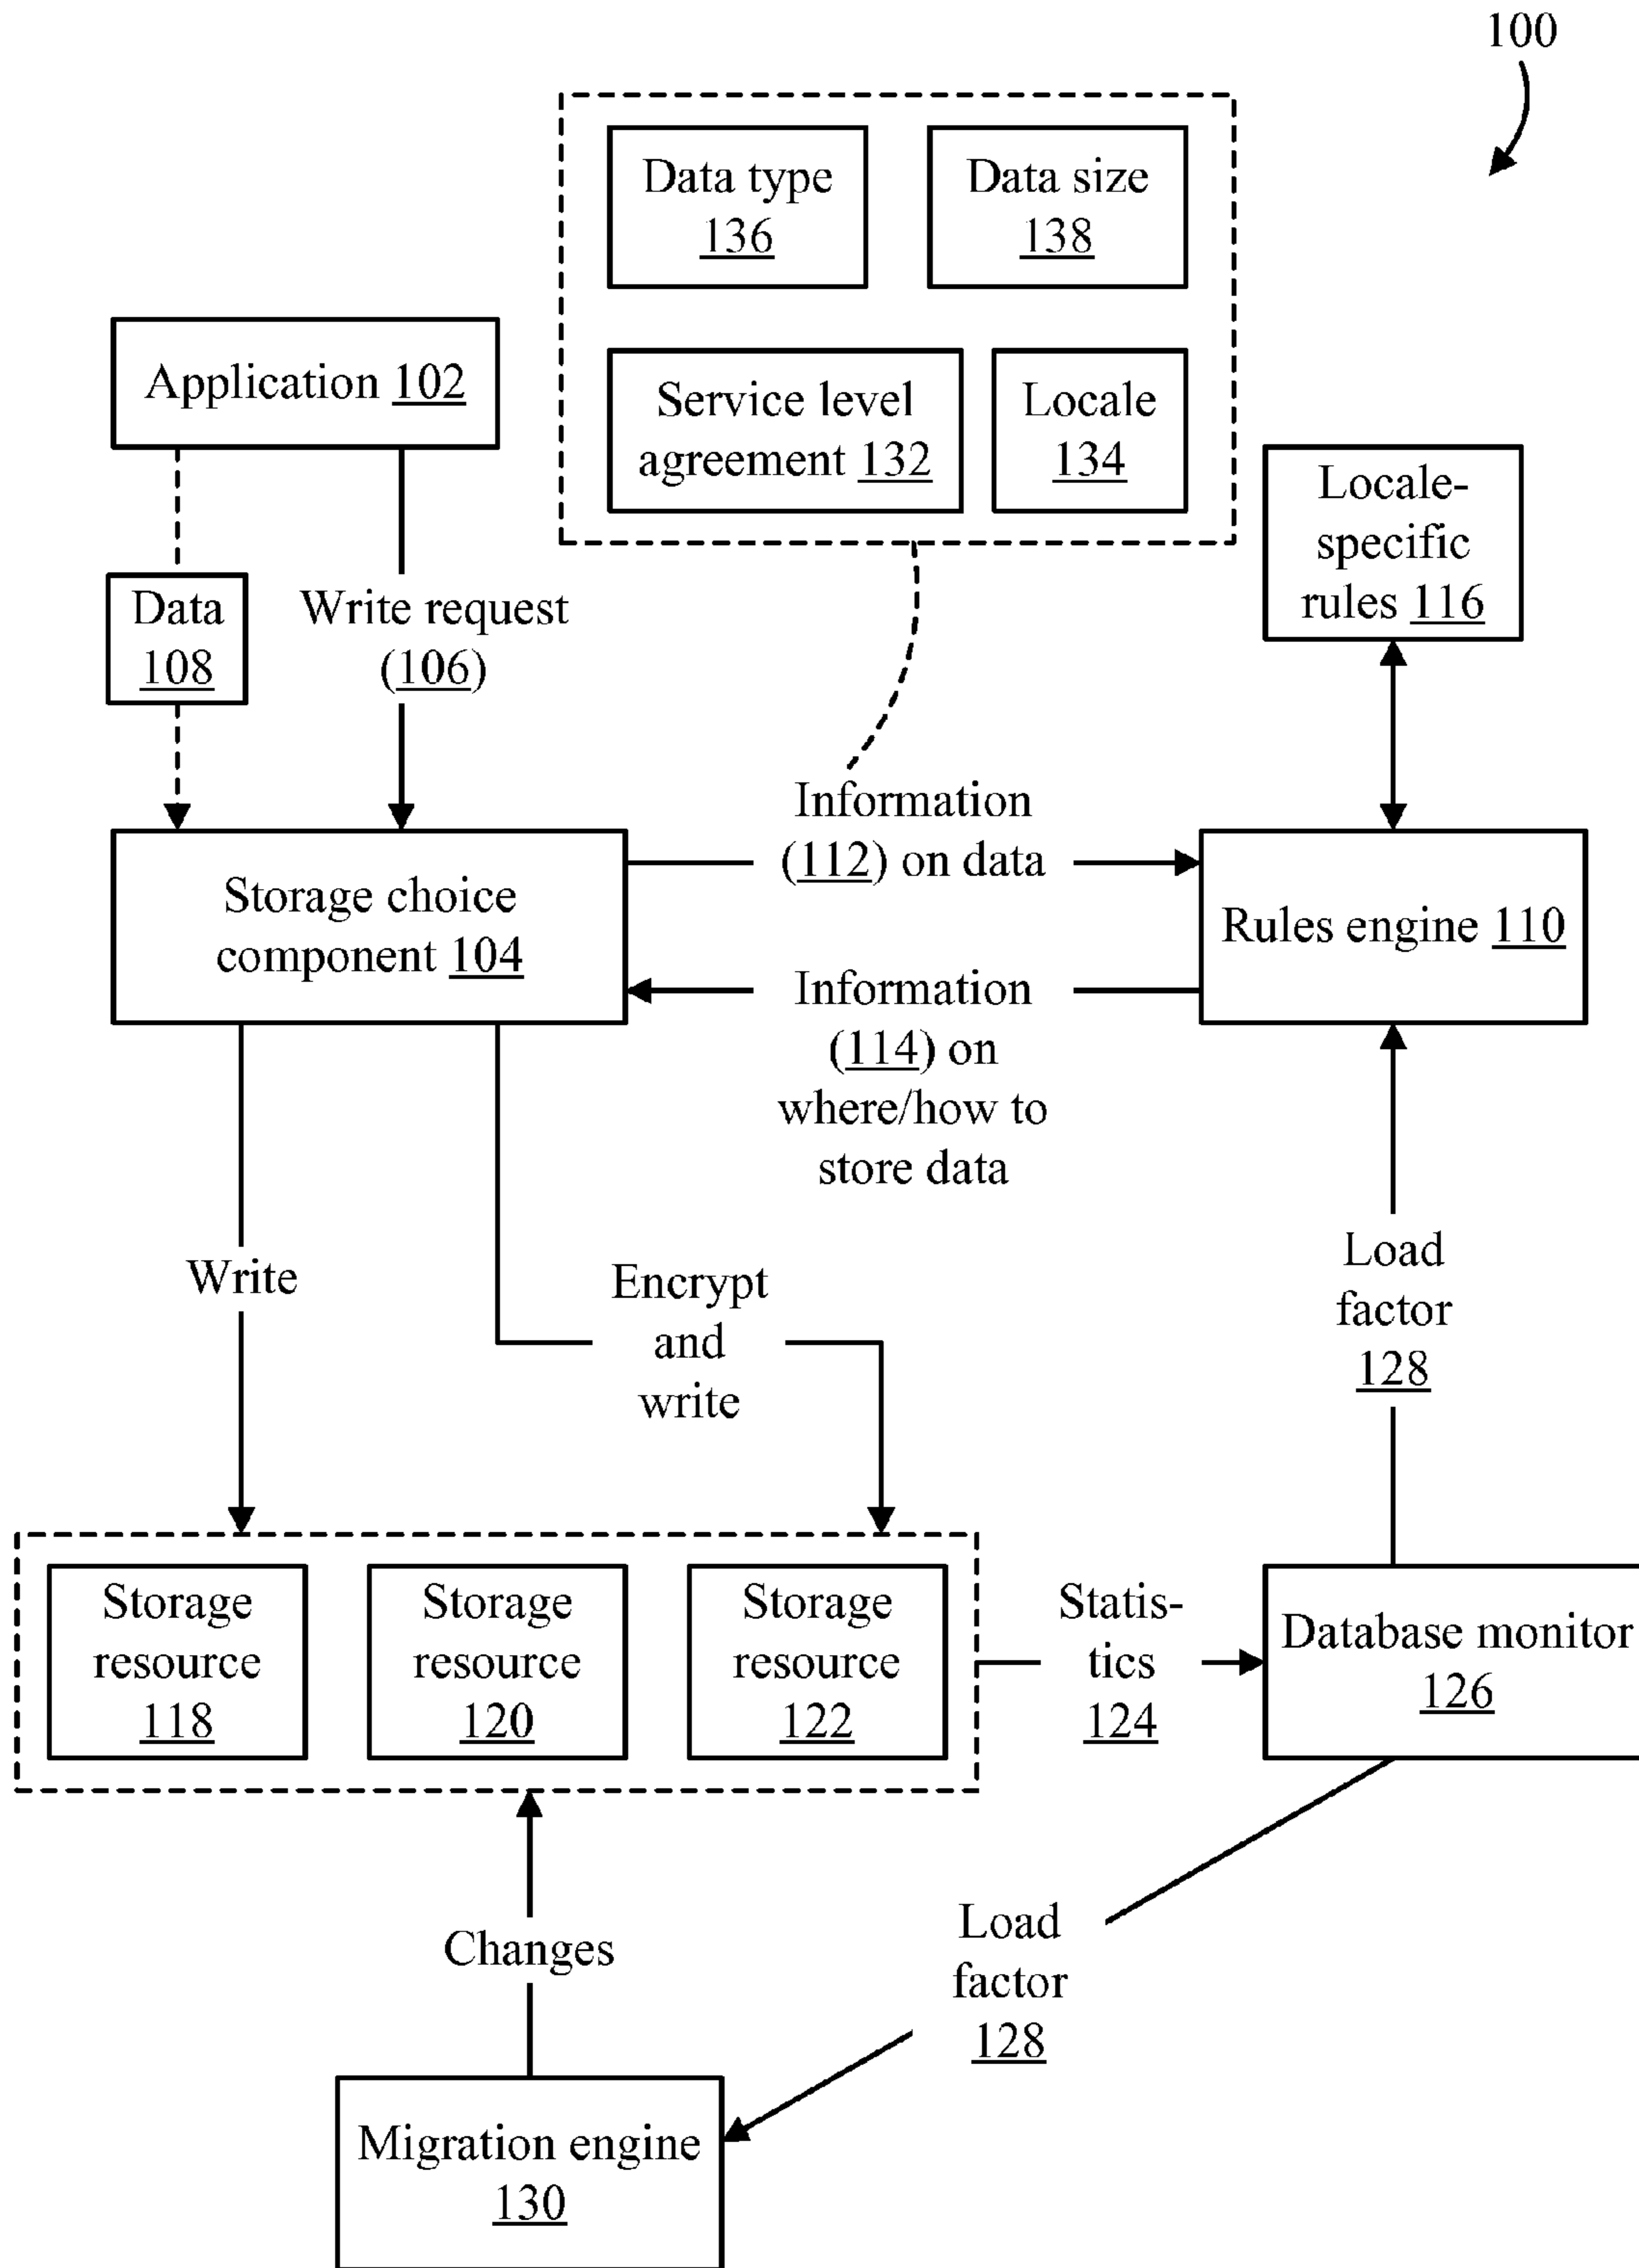 100
Data type
136
Data size
138
Application 102
Service level
agreement 132
Locale
134
Locale-
specific
rules 116
Data
108
Write request
(106)
Information
(112) on data
Storage choice
component 104
Rules engine 110
Information
(114) on
where/how to
store data
Write
Encrypt
and
write
Load
factor
128
Storage
resource
118
Storage
resource
120
Storage
resource
122
Statis-
tics
124
Database monitor
126
Changes
Load
factor
128
Migration engine
130